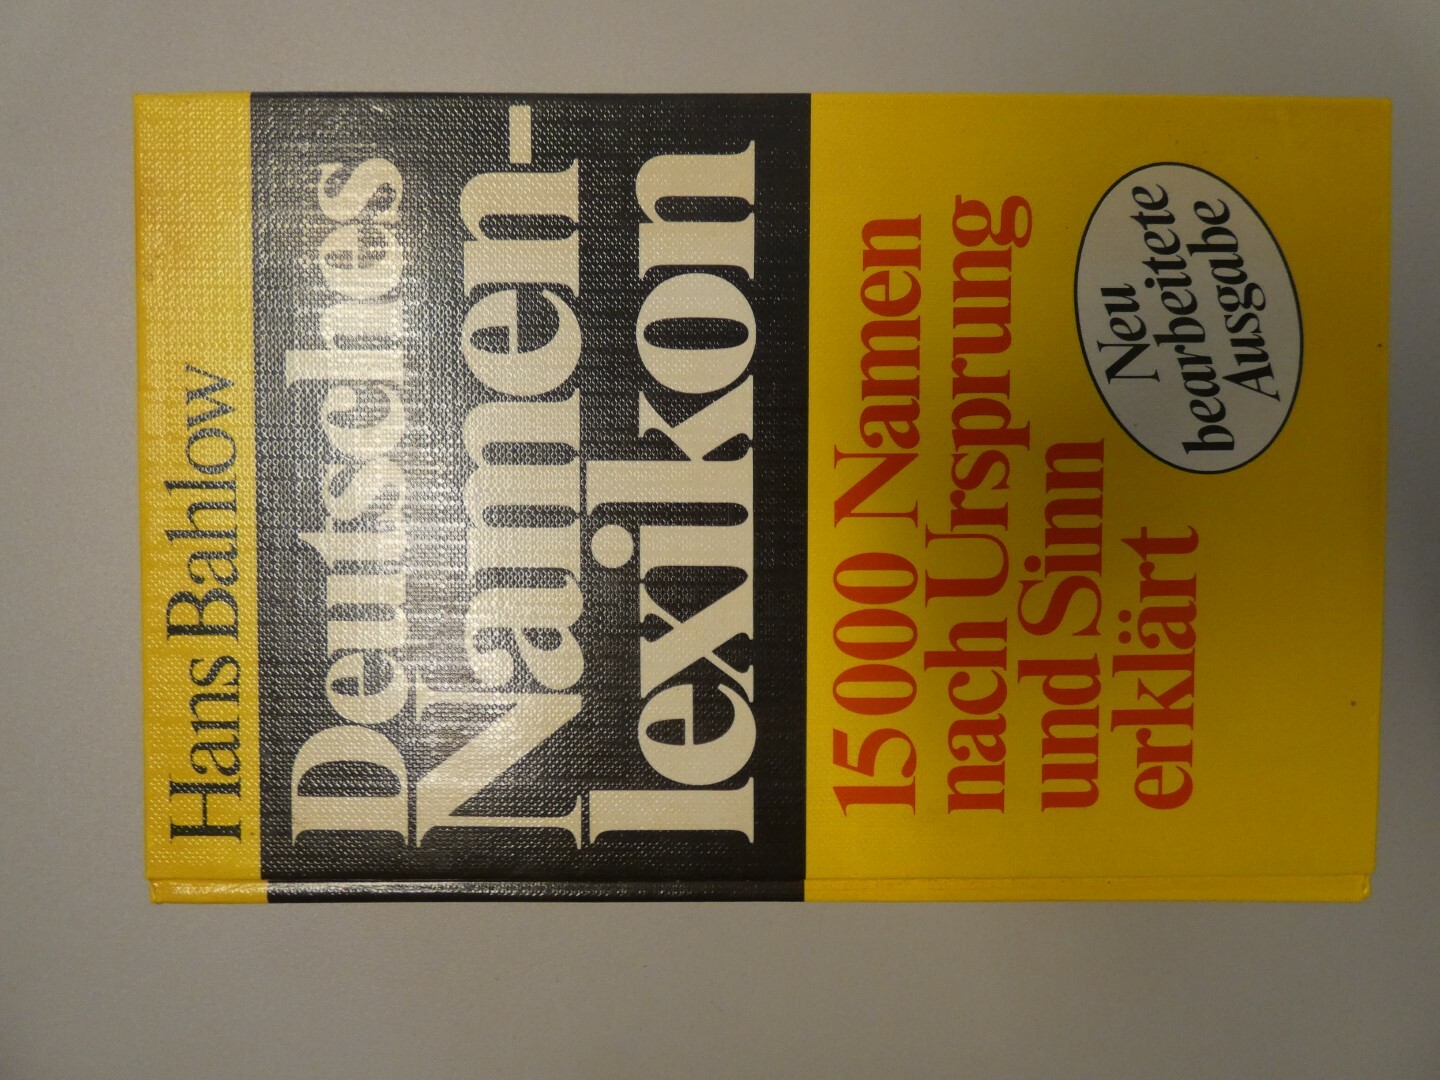 Hans Bahlow
Deutsches
Namen-
lexikon
15000 Namen
nach Ursprung
und Sinn
erklärt
Neu
bearbeitete
Ausgabe